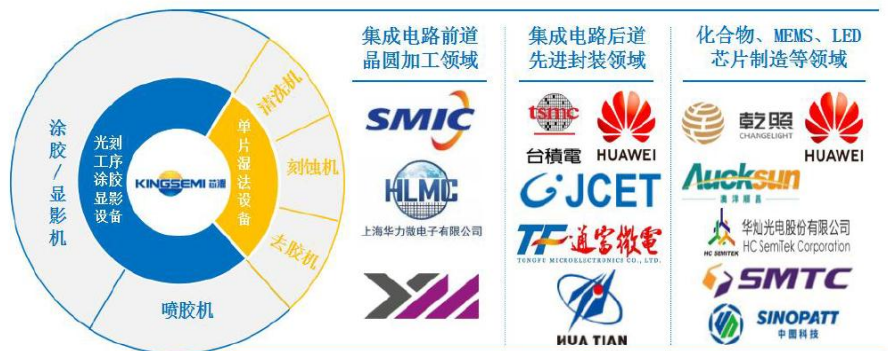 涂胶/显影机
光刻
工序
涂胶
显影
设备
KINGSEMI 芯源
单片湿法设备
清洗机
刻蚀机
去胶机
喷胶机
集成电路前道
晶圆加工领域
SMIC
HLMC
上海华力微电子有限公司
集成电路后道
先进封装领域
tsmc
台積電
HUAWEI
JCET
TF 通富微電
TONGFU MICROELECTRONICS CO., LTD.
HUA TIAN
化合物、MEMS、LED
芯片制造等领域
乾照
CHANGELIGHT
HUAWEI
Aucksun
澳洋顺昌
HC SEMITEK
华灿光电股份有限公司
HC SemiTek Corporation
SMTC
SINOPATT
中图科技